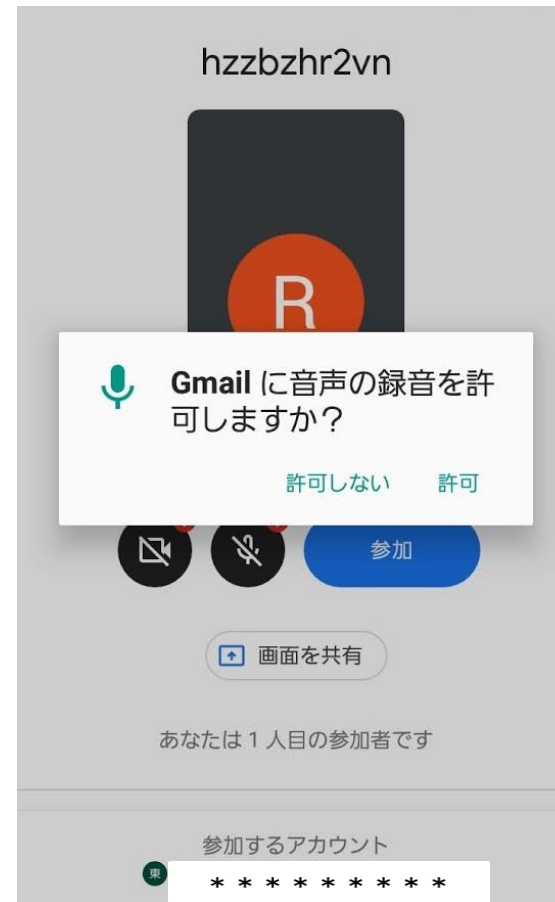 hzzbzhr2vn
R
Gmail に音声の録音を許
可しますか？
許可しない 許可
参加
画面を共有
あなたは 1 人目の参加者です
参加するアカウント
東 * * * * * * * * *